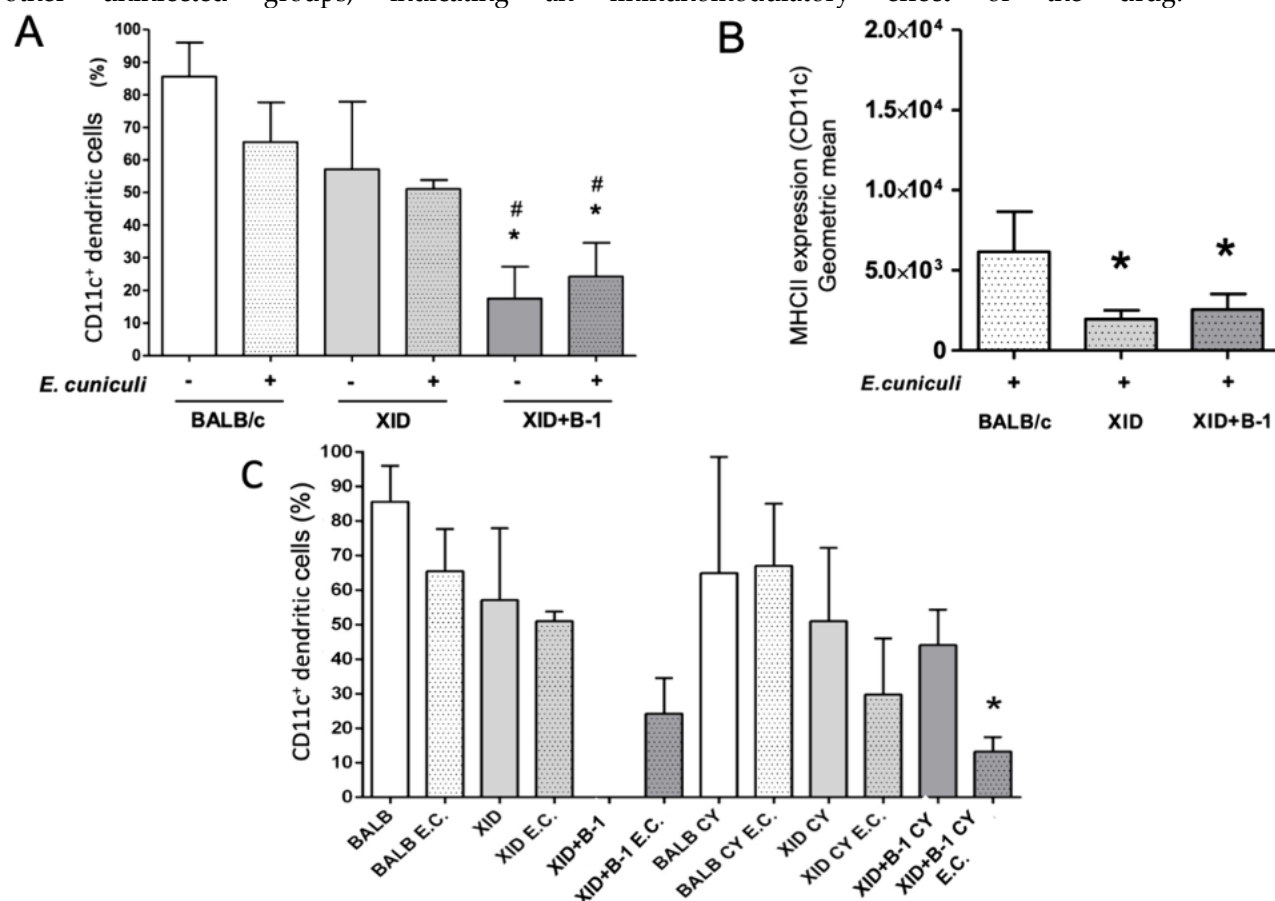 other uninfected groups, indicating an immunomodulatory effect of the drug.
A
CD11c⁺ dendritic cells (%)
100
90
80
70
60
50
40
30
20
10
0
# #
* *
E. cuniculi - + - + - +
BALB/c XID XID+B-1
B
MHCII expression (CD11c)
Geometric mean
2.0×10⁴
1.5×10⁴
1.0×10⁴
5.0×10³
0
* *
E.cuniculi + + +
BALB/c XID XID+B-1
C
CD11c⁺ dendritic cells (%)
100
90
80
70
60
50
40
30
20
10
0
*
BALB
BALB E.C.
XID
XID E.C.
XID+B-1
XID+B-1 E.C.
BALB CY
BALB CY E.C.
XID CY
XID CY E.C.
XID+B-1 CY
XID+B-1 CY
E.C.